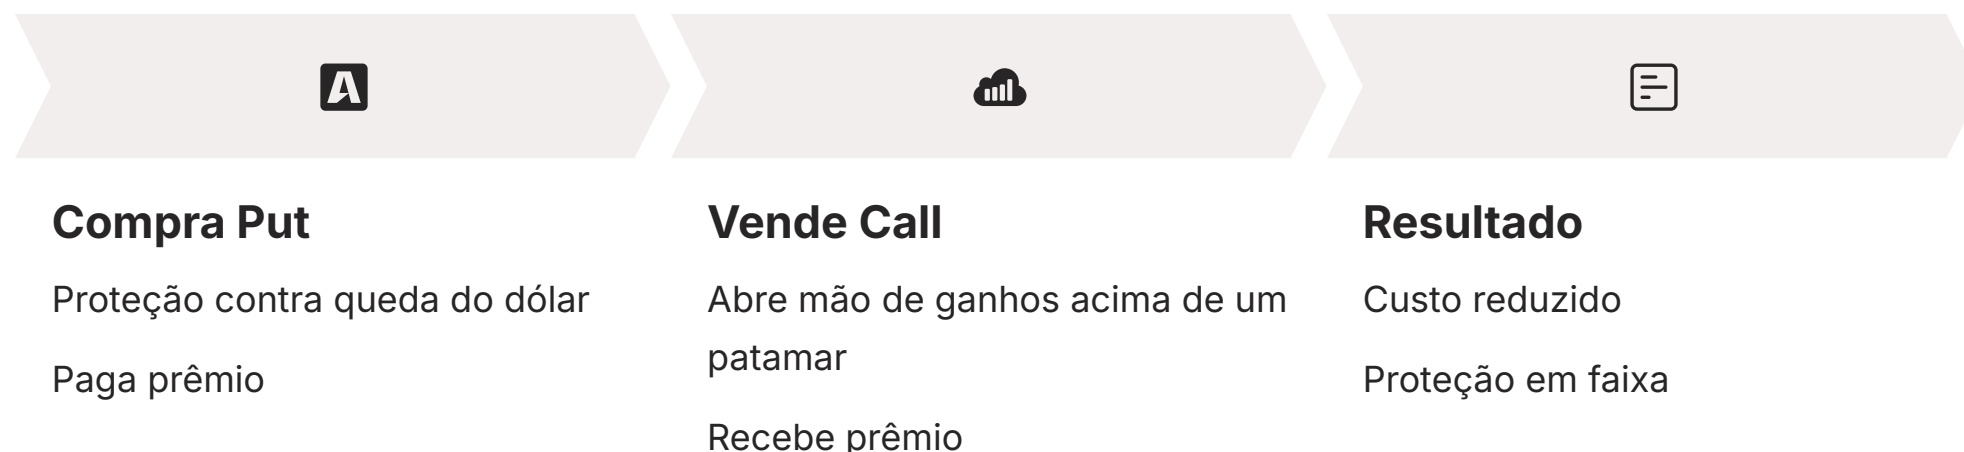 Compra Put
Proteção contra queda do dólar
Paga prêmio
Vende Call
Abre mão de ganhos acima de um
patamar
Recebe prêmio
Resultado
Custo reduzido
Proteção em faixa